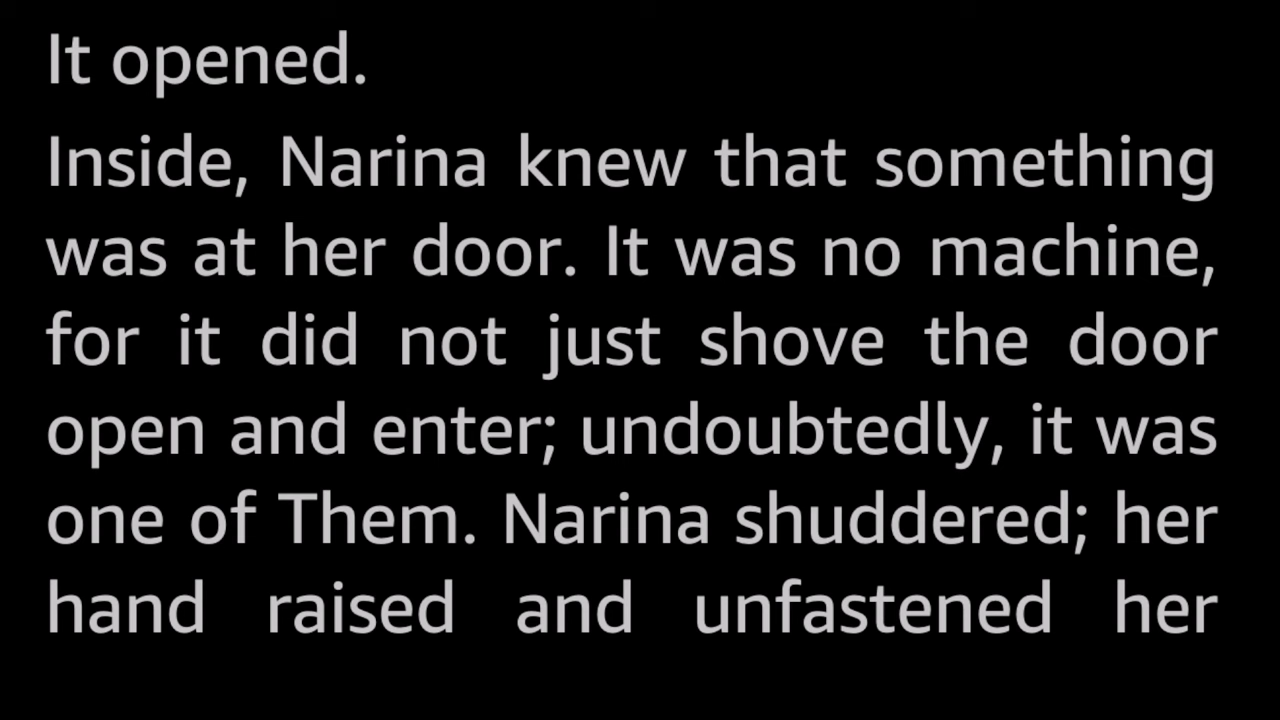 It opened.
Inside, Narina knew that something
was at her door. It was no machine,
for it did not just shove the door
open and enter; undoubtedly, it was
one of Them. Narina shuddered; her
hand raised and unfastened her